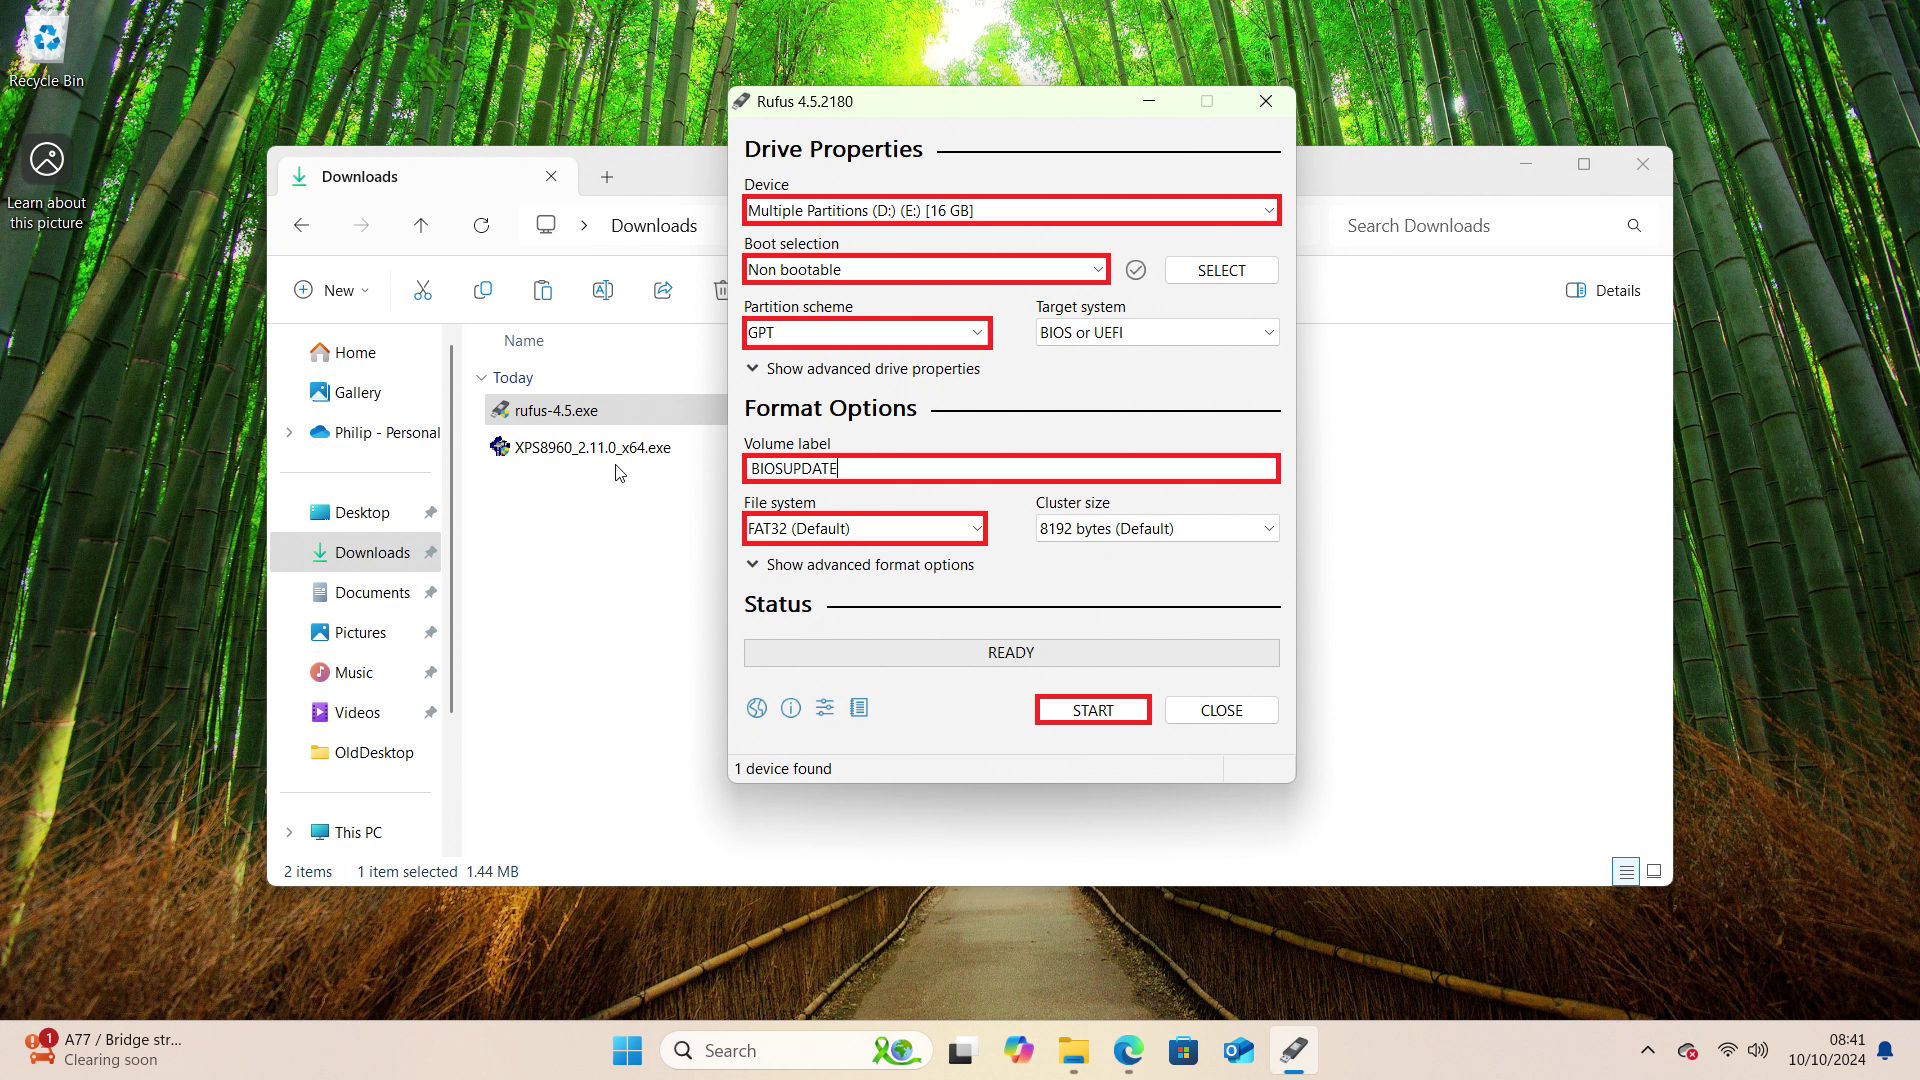 Recycle Bin
Learn about
this picture
Downloads
Downloads
Search Downloads
New
Details
Home
Gallery
Philip - Personal
Desktop
Downloads
Documents
Pictures
Music
Videos
OldDesktop
This PC
Name
Today
rufus-4.5.exe
XPS8960_2.11.0_x64.exe
2 items
1 item selected 1.44 MB
Rufus 4.5.2180
Drive Properties
Device
Multiple Partitions (D:) (E:) [16 GB]
Boot selection
Non bootable
SELECT
Partition scheme
Target system
GPT
BIOS or UEFI
Show advanced drive properties
Format Options
Volume label
BIOSUPDATE
File system
Cluster size
FAT32 (Default)
8192 bytes (Default)
Show advanced format options
Status
READY
START
CLOSE
1 device found
1
A77 / Bridge str...
Clearing soon
Search
08:41
10/10/2024